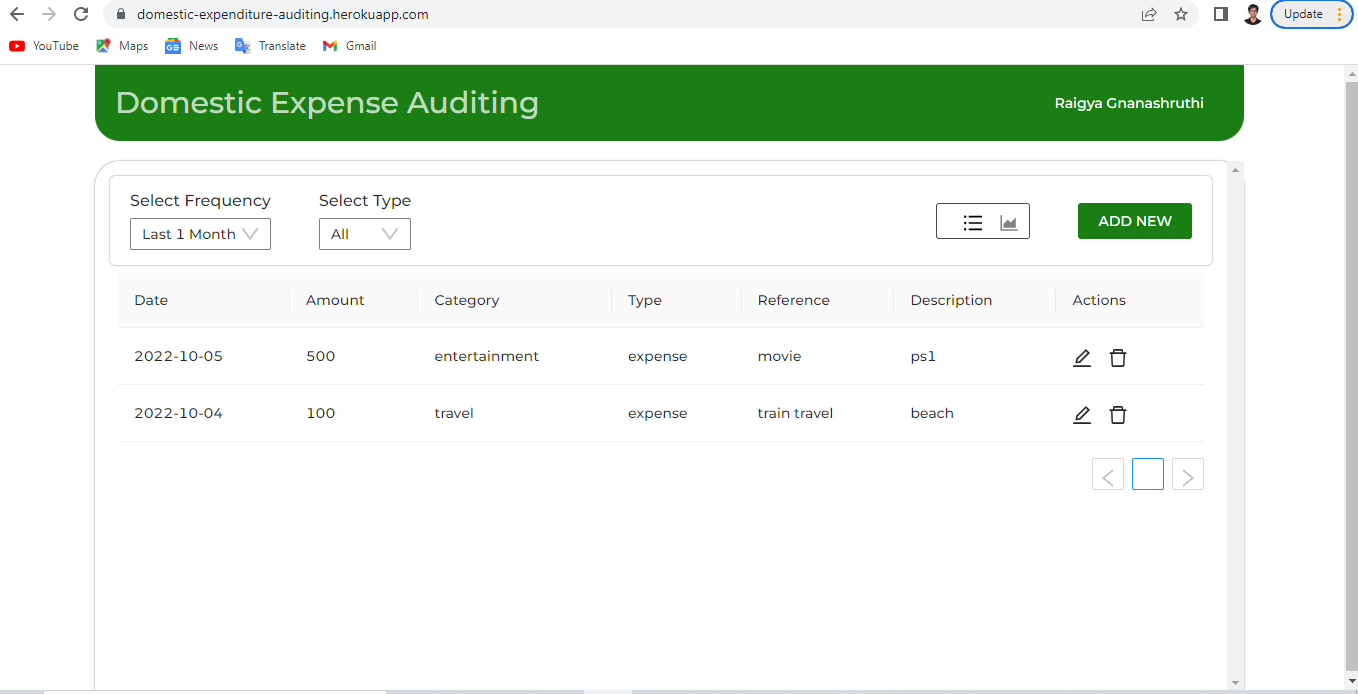 domestic-expenditure-auditing.herokuapp.com Update
YouTube Maps News Translate Gmail
Domestic Expense Auditing Raigya Gnanashruthi
Select Frequency Select Type
Last 1 Month All ADD NEW
Date Amount Category Type Reference Description Actions
2022-10-05 500 entertainment expense movie ps1
2022-10-04 100 travel expense train travel beach